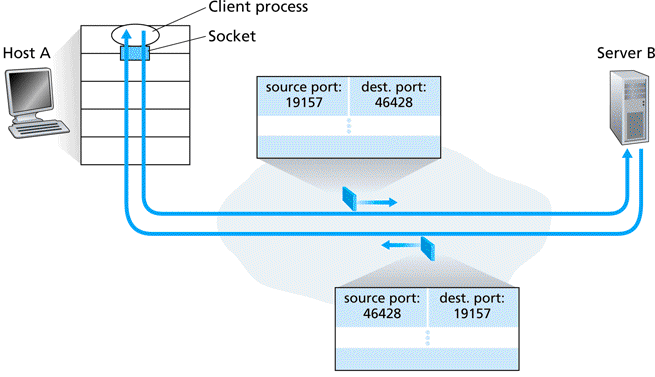 Client process
Socket
Host A
Server B
source port: dest. port:
19157 46428
source port: dest. port:
46428 19157